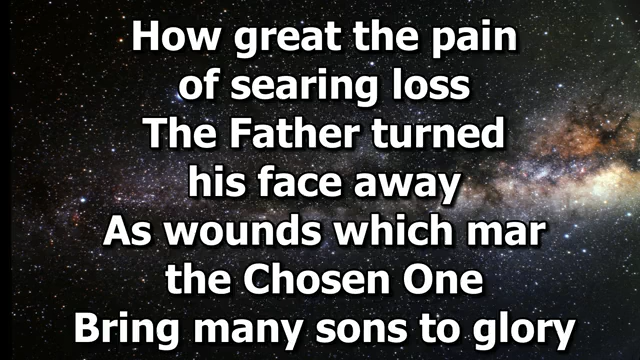 How great the pain
of searing loss
The Father turned
his face away
As wounds which mar
the Chosen One
Bring many sons to glory